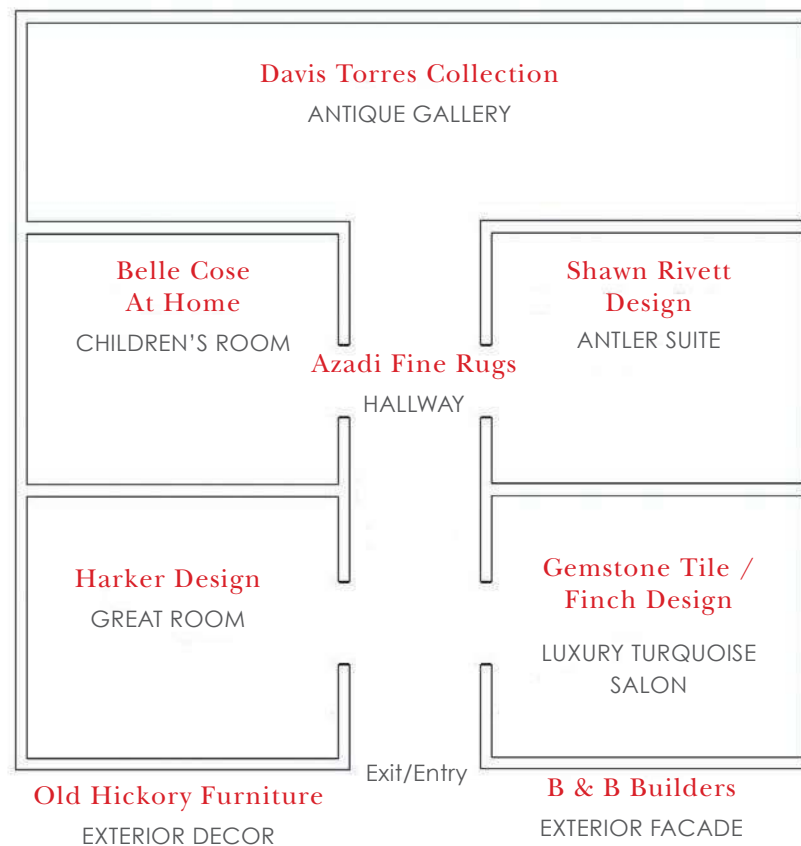 Davis Torres Collection
ANTIQUE GALLERY
Belle Cose
At Home
CHILDREN’S ROOM
Shawn Rivett
Design
ANTLER SUITE
Azadi Fine Rugs
HALLWAY
Harker Design
GREAT ROOM
Gemstone Tile /
Finch Design
LUXURY TURQUOISE
SALON
Exit/Entry
Old Hickory Furniture
EXTERIOR DECOR
B & B Builders
EXTERIOR FACADE